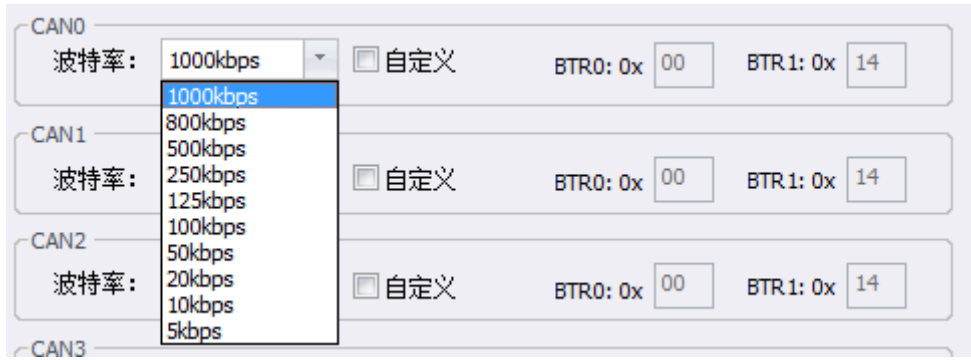 CAN0
波特率： 1000kbps 自定义 BTR0: 0x 00 BTR1: 0x 14
1000kbps
800kbps
500kbps
250kbps
125kbps
100kbps
50kbps
20kbps
10kbps
5kbps
CAN1
波特率： 自定义 BTR0: 0x 00 BTR1: 0x 14
CAN2
波特率： 自定义 BTR0: 0x 00 BTR1: 0x 14
CAN3